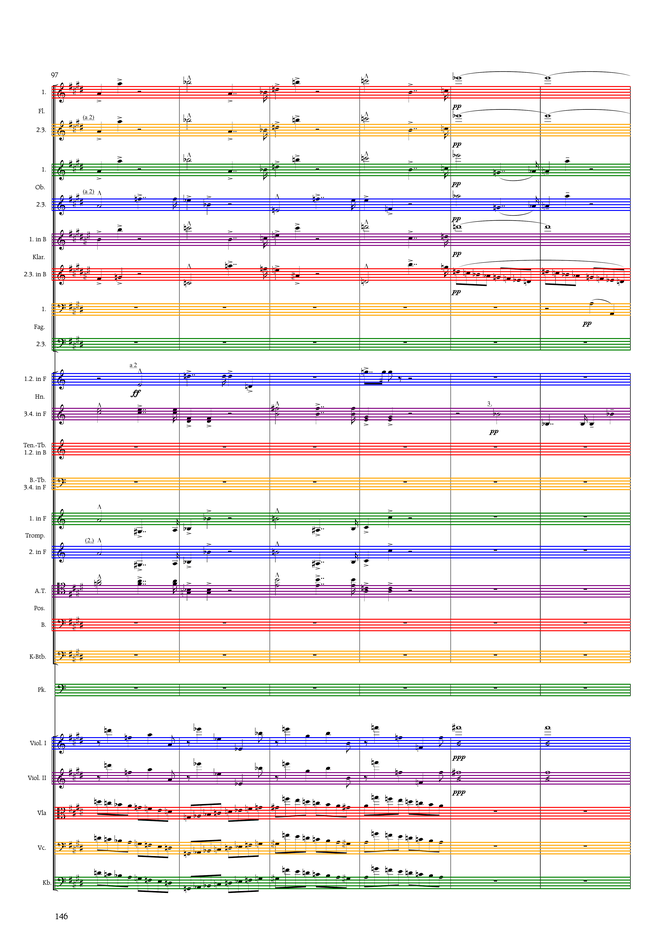 97
1.
Fl.
(a.2)
2.3.
pp
pp
1.
Ob.
pp
(a.2)
2.3.
pp
1. in B
Klar.
pp
2.3. in B
pp
1.
Fag.
pp
2.3.
a.2
1.2. in F
ff
Hn.
3.
3.4. in F
pp
Ten.-Tb.
1.2. in B
B.-Tb.
3.4. in F
1. in F
Tromp.
(2.)
2. in F
A.T.
Pos.
B.
K-Btb.
Pk.
Viol. I
ppp
Viol. II
ppp
Vla
Vc.
Kb.
146